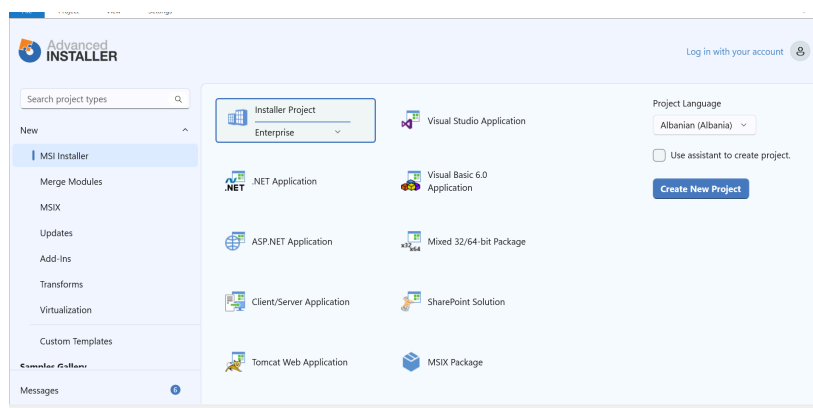 Advanced
INSTALLER
Log in with your account
Search project types
New
MSI Installer
Merge Modules
MSIX
Updates
Add-Ins
Transforms
Virtualization
Custom Templates
Samples Gallery
Messages
6
Installer Project
Enterprise
Visual Studio Application
.NET
.NET Application
Visual Basic 6.0
Application
ASP.NET Application
x32
x64
Mixed 32/64-bit Package
Client/Server Application
SharePoint Solution
Tomcat Web Application
MSIX Package
Project Language
Albanian (Albania)
Use assistant to create project.
Create New Project